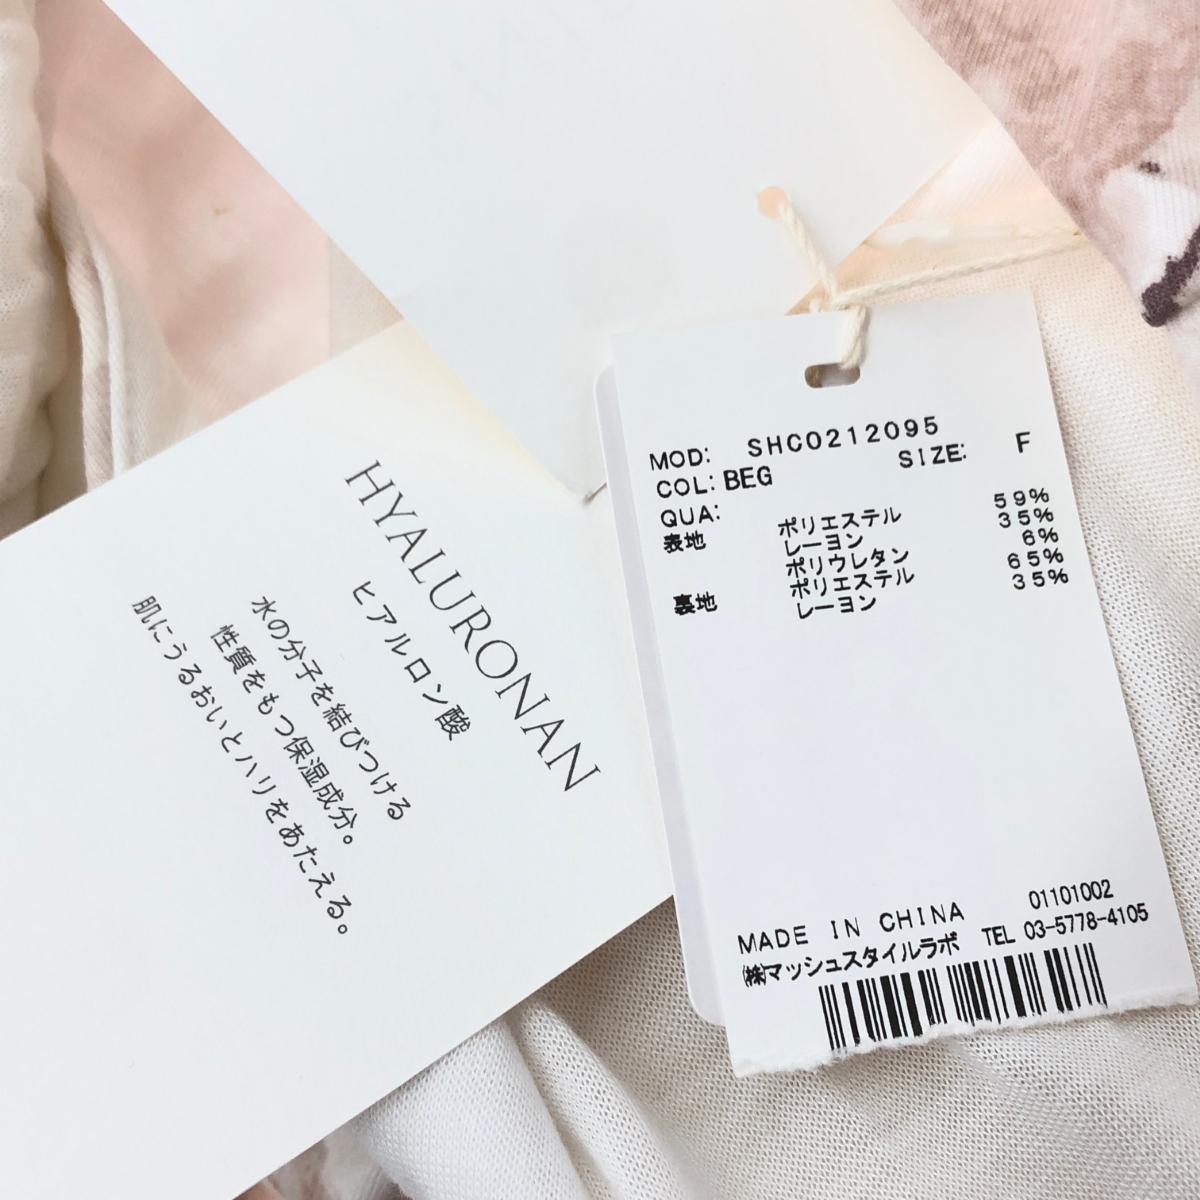 HYALURONAN
ヒアルロン酸
水の分子を結びつける
性質をもつ保湿成分。
肌にうるおいとハリをあたえる。
MOD: SHCO212095
COL: BEG SIZE: F
QUA:
表地 ポリエステル 59%
レーヨン 35%
ポリウレタン 6%
裏地 ポリエステル 65%
レーヨン 35%
01101002
MADE IN CHINA
㈱マッシュスタイルラボ TEL 03-5778-4105